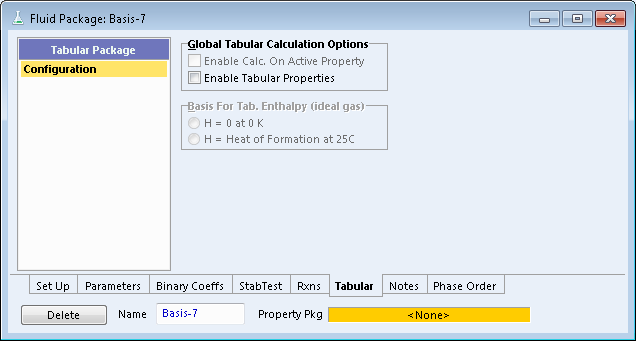 Fluid Package: Basis-7
Tabular Package
Configuration
Global Tabular Calculation Options
Enable Calc. On Active Property
Enable Tabular Properties
Basis For Tab. Enthalpy (ideal gas)
H = 0 at 0 K
H = Heat of Formation at 25C
Set Up Parameters Binary Coeffs StabTest Rxns Tabular Notes Phase Order
Delete Name Basis-7 Property Pkg <None>